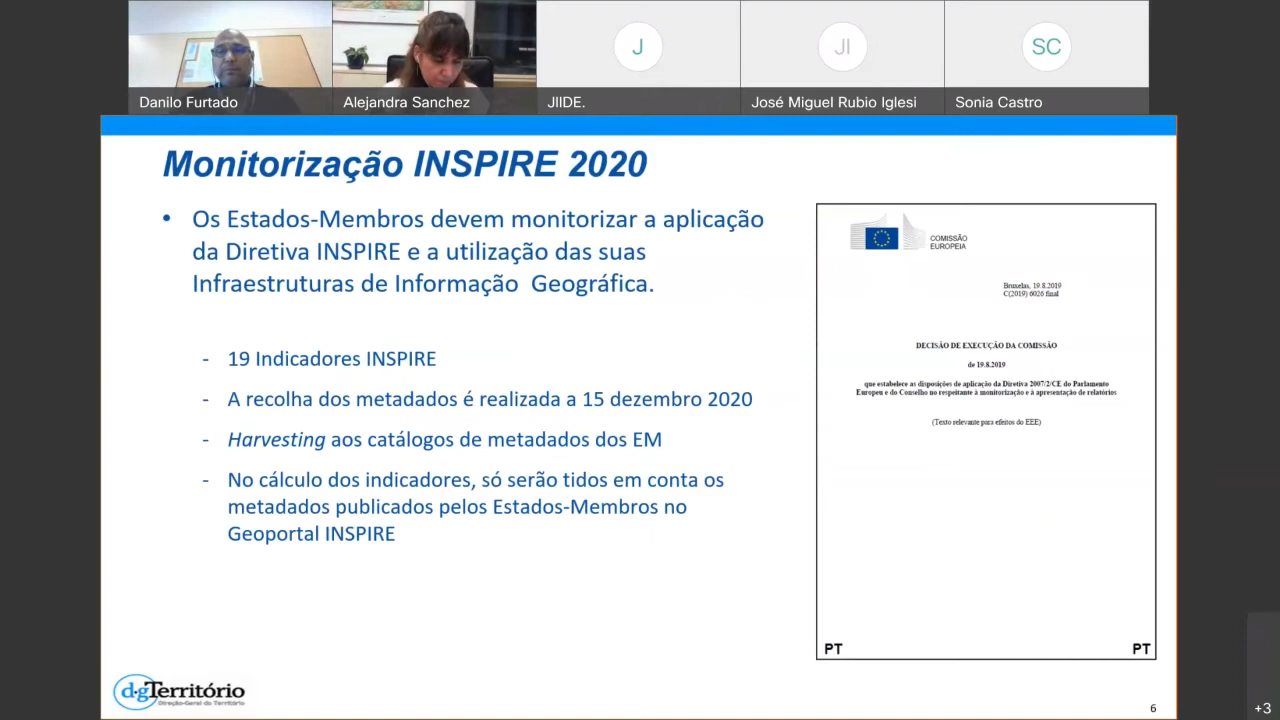 J
JI
SC
Danilo Furtado
Alejandra Sanchez
JIIDE.
José Miguel Rubio Iglesi
Sonia Castro
Monitorização INSPIRE 2020
• Os Estados-Membros devem monitorizar a aplicação
da Diretiva INSPIRE e a utilização das suas
Infraestruturas de Informação Geográfica.
- 19 Indicadores INSPIRE
- A recolha dos metadados é realizada a 15 dezembro 2020
- Harvesting aos catálogos de metadados dos EM
- No cálculo dos indicadores, só serão tidos em conta os
metadados publicados pelos Estados-Membros no
Geoportal INSPIRE
COMISSÃO
EUROPEIA
Bruxelas, 19.8.2019
C(2019) 6026 final
DECISÃO DE EXECUÇÃO DA COMISSÃO
de 19.8.2019
que estabelece as disposições de aplicação da Diretiva 2007/2/CE do Parlamento
Europeu e do Conselho no respeitante à monitorização e à apresentação de relatórios
(Texto relevante para efeitos do EEE)
PT PT
d·gTerritório
Direção-Geral do Território
6
+3